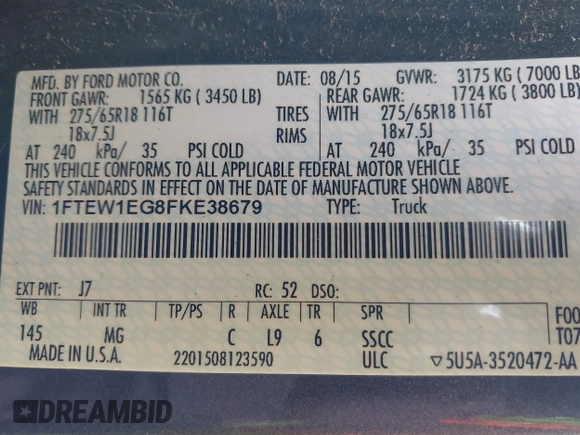 MFD. BY FORD MOTOR CO. DATE: 08/15 GVWR: 3175 KG ( 7000 LB
FRONT GAWR: 1565 KG ( 3450 LB) REAR GAWR: 1724 KG ( 3800 LB)
WITH 275/65R18 116T TIRES WITH 275/65R18 116T
18x7.5J RIMS 18x7.5J
AT 240 kPa/ 35 PSI COLD AT 240 kPa/ 35 PSI COLD
THIS VEHICLE CONFORMS TO ALL APPLICABLE FEDERAL MOTOR VEHICLE
SAFETY STANDARDS IN EFFECT ON THE DATE OF MANUFACTURE SHOWN ABOVE.
VIN: 1FTEW1EG8FKE38679 TYPE: Truck
EXT PNT: J7 RC: 52 DSO:
WB INT TR TP/PS R AXLE TR SPR F00
145 MG C L9 6 SSCC T07
MADE IN U.S.A. 2201508123590 ULC ▽5U5A-3520472-AA
DREAMBID